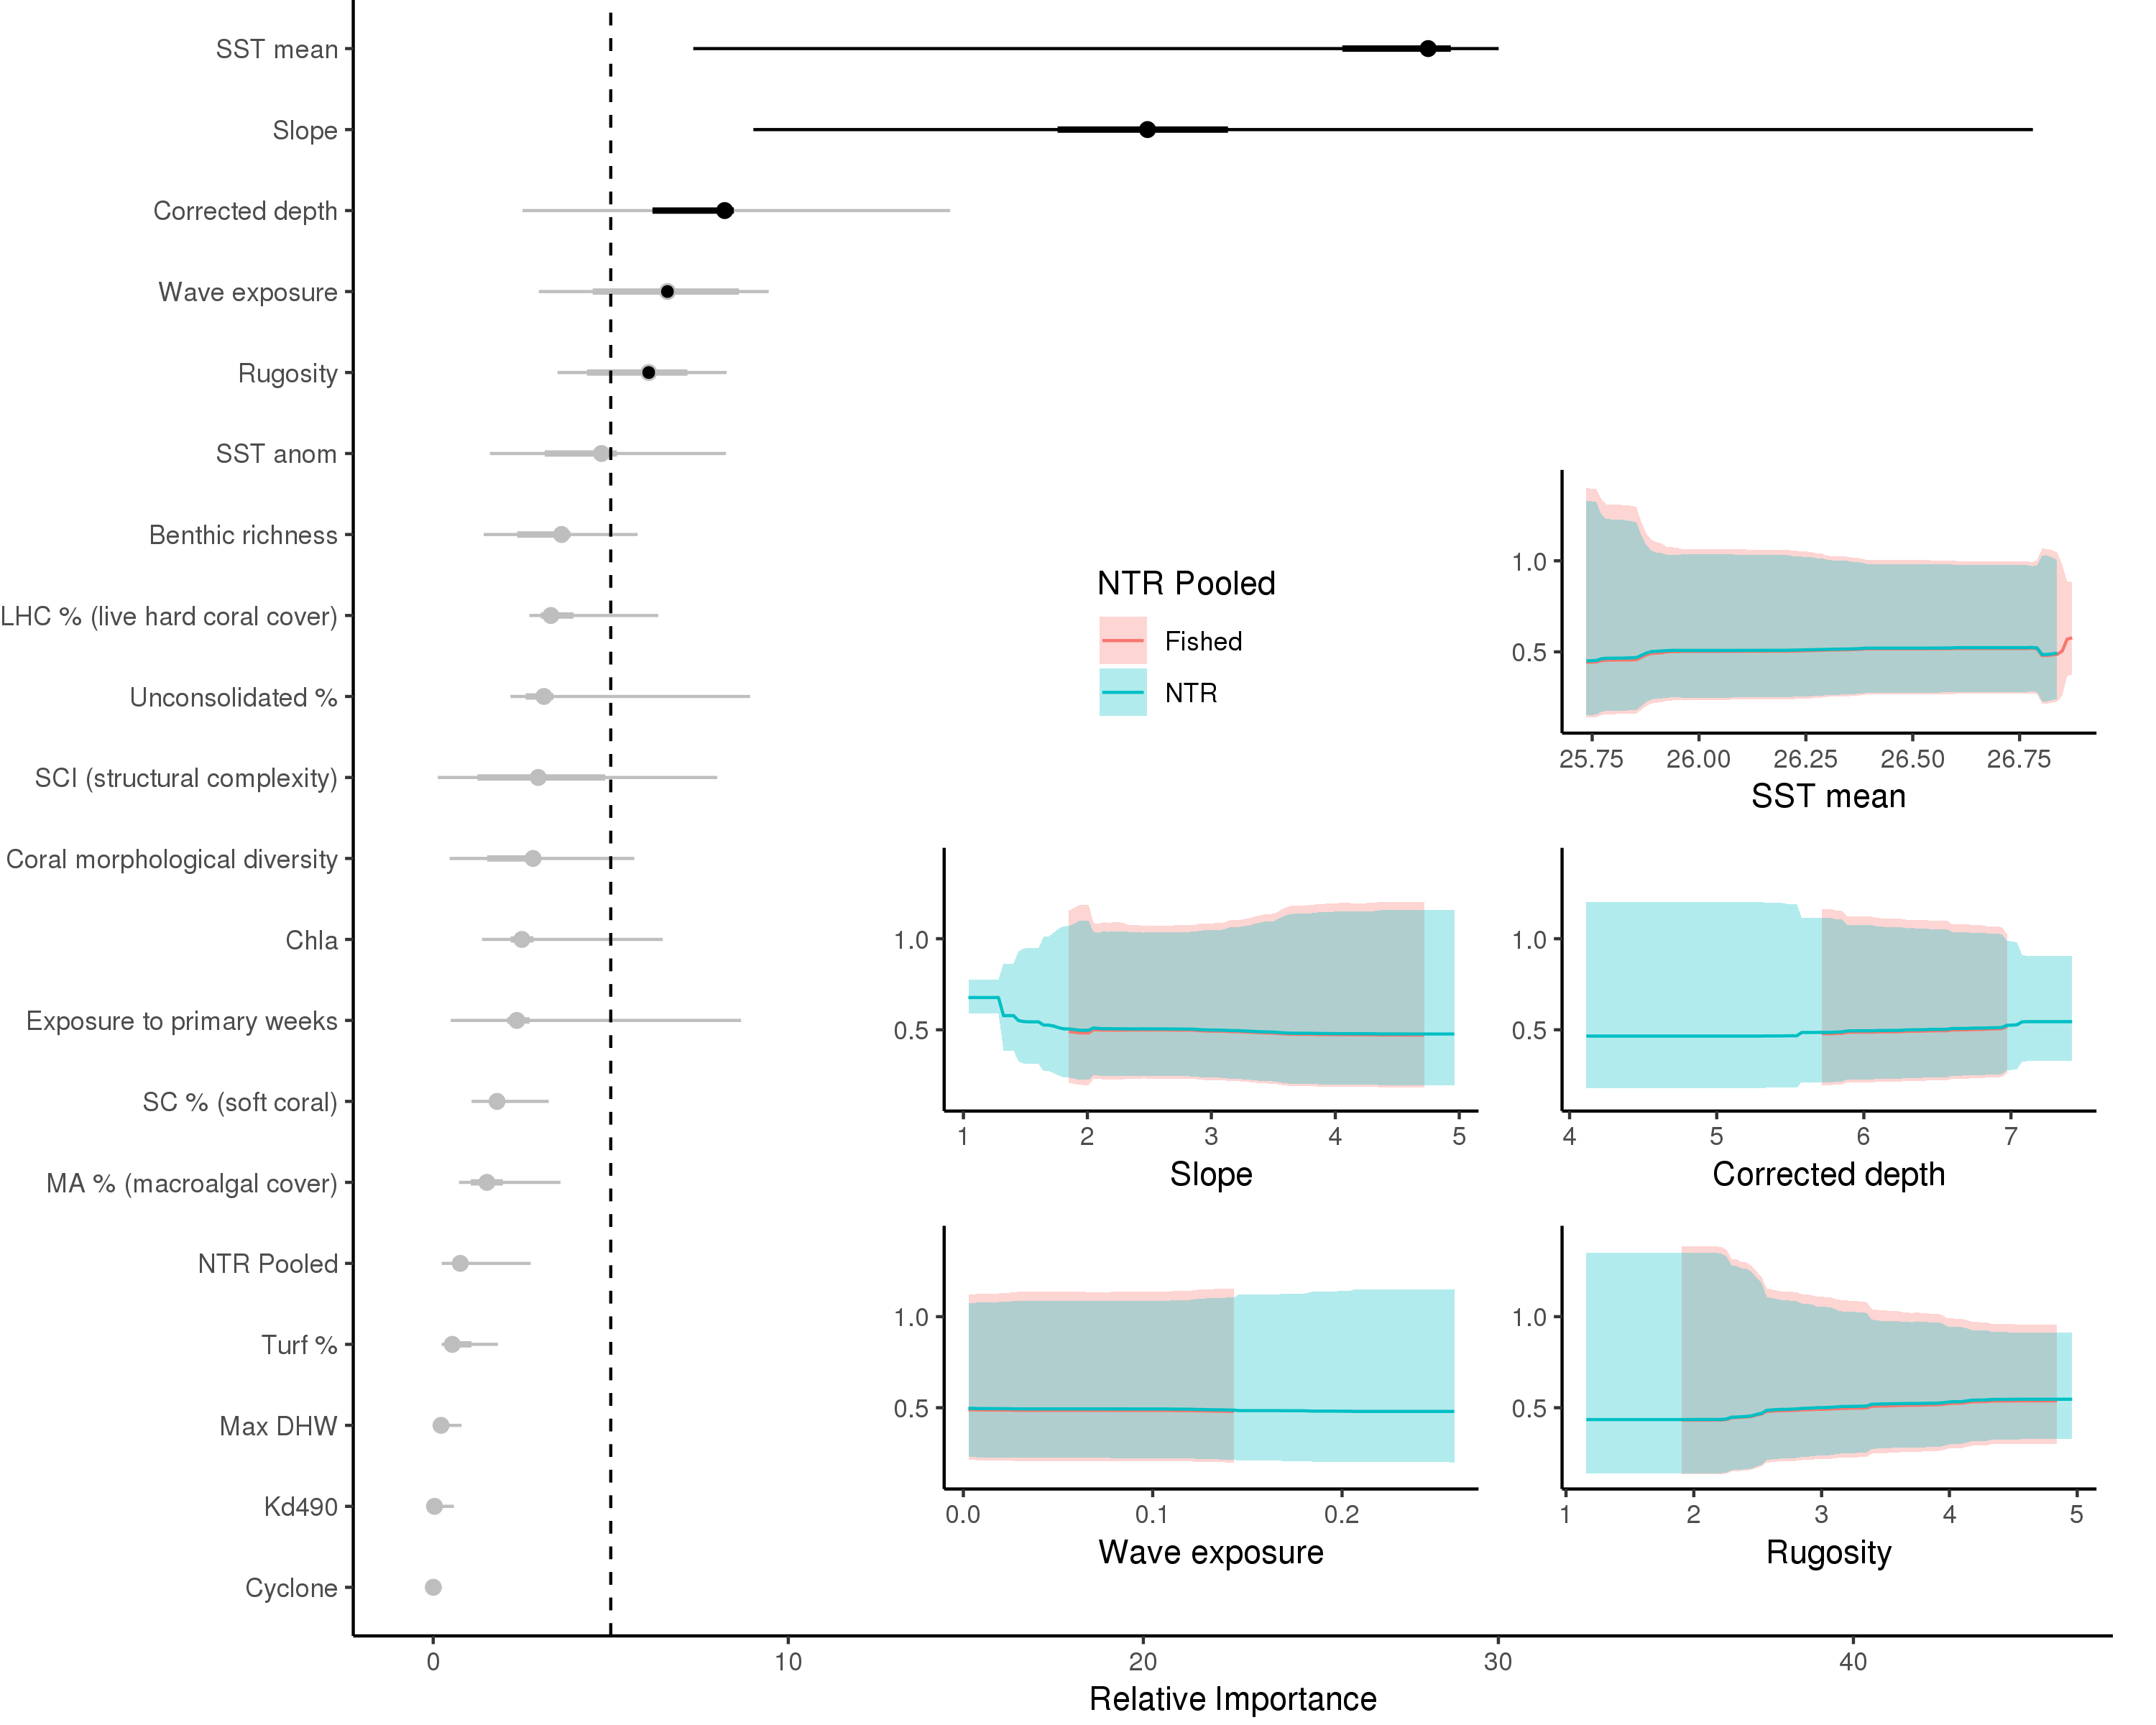 SST mean
Slope
Corrected depth
Wave exposure
Rugosity
SST anom
Benthic richness
LHC % (live hard coral cover)
Unconsolidated %
SCI (structural complexity)
Coral morphological diversity
Chla
Exposure to primary weeks
SC % (soft coral)
MA % (macroalgal cover)
NTR Pooled
Turf %
Max DHW
Kd490
Cyclone
0 10 20 30 40
Relative Importance
NTR Pooled
Fished
NTR
1.0
0.5
25.75 26.00 26.25 26.50 26.75
SST mean
1.0
0.5
1 2 3 4 5
Slope
1.0
0.5
4 5 6 7
Corrected depth
1.0
0.5
0.0 0.1 0.2
Wave exposure
1.0
0.5
1 2 3 4 5
Rugosity